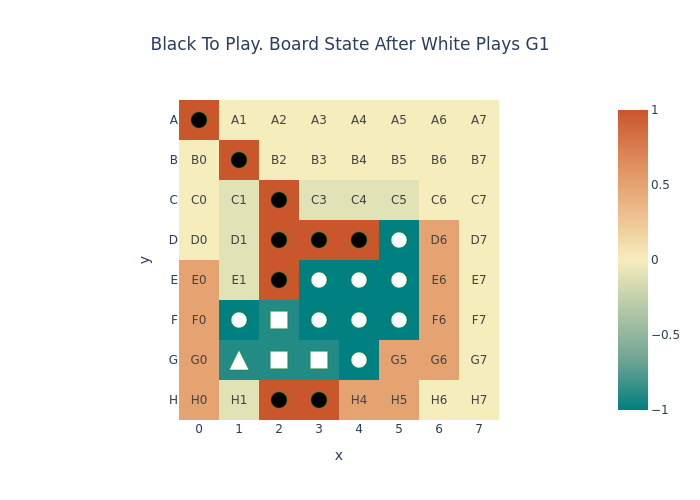 Black To Play. Board State After White Plays G1
A A1 A2 A3 A4 A5 A6 A7
B B0 B2 B3 B4 B5 B6 B7
C C0 C1 C3 C4 C5 C6 C7
D D0 D1 D6 D7
E E0 E1 E6 E7
F F0 F6 F7
G G0 G5 G6 G7
H H0 H1 H4 H5 H6 H7
0 1 2 3 4 5 6 7
x
y
1
0.5
0
−0.5
−1